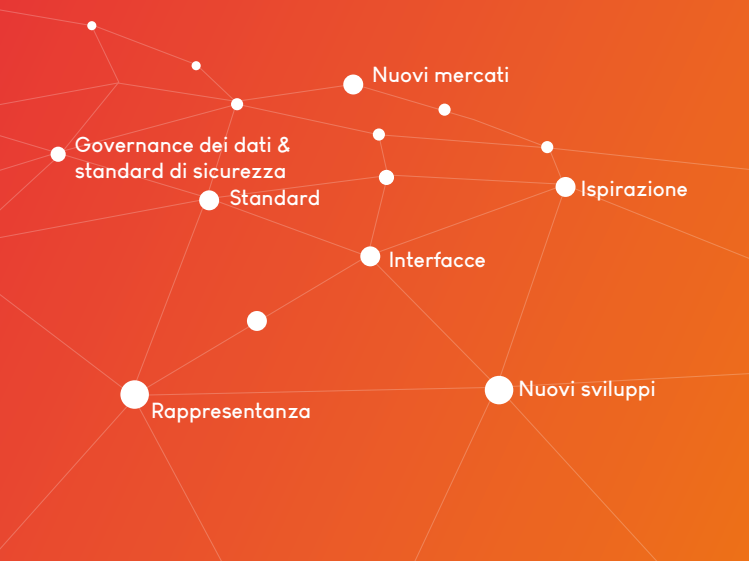 Nuovi mercati
Governance dei dati &
standard di sicurezza
Standard
Ispirazione
Interfacce
Nuovi sviluppi
Rappresentanza